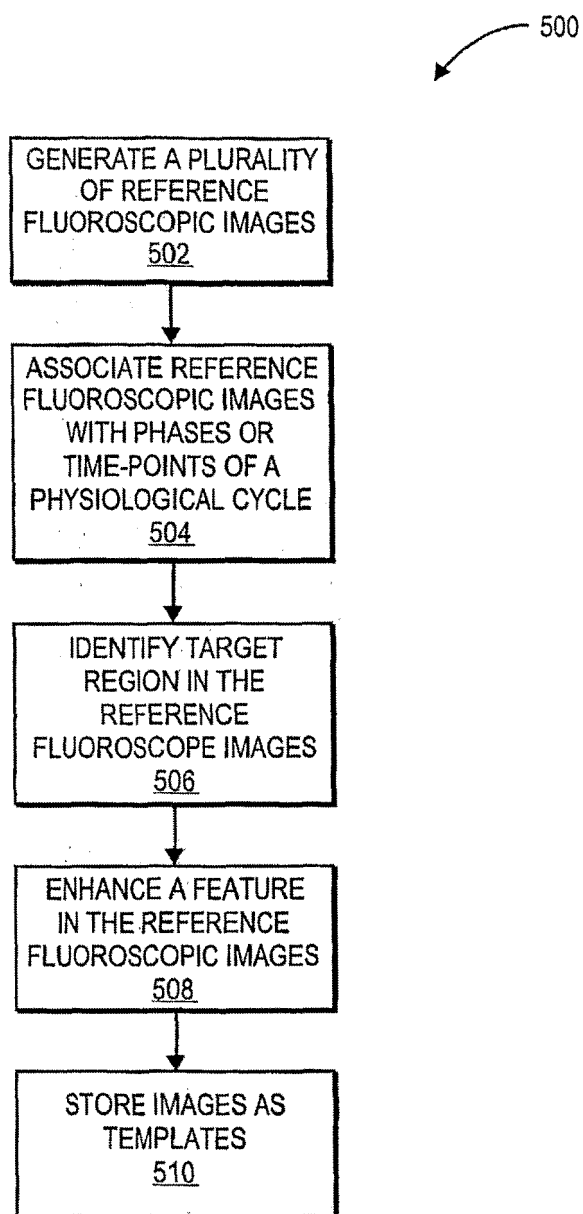 500
GENERATE A PLURALITY
OF REFERENCE
FLUOROSCOPIC IMAGES
502
ASSOCIATE REFERENCE
FLUOROSCOPIC IMAGES
WITH PHASES OR
TIME-POINTS OF A
PHYSIOLOGICAL CYCLE
504
IDENTIFY TARGET
REGION IN THE
REFERENCE
FLUOROSCOPE IMAGES
506
ENHANCE A FEATURE
IN THE REFERENCE
FLUOROSCOPIC IMAGES
508
STORE IMAGES AS
TEMPLATES
510